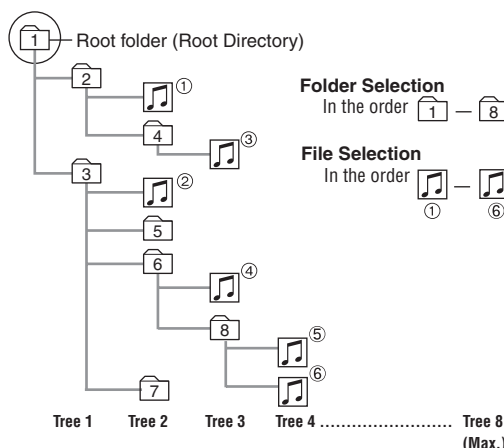 1 Root folder (Root Directory)
2
①
4
③
3
②
5
6
④
8
⑤
⑥
7
Folder Selection
In the order 1 – 8
File Selection
In the order –
① ⑥
Tree 1 Tree 2 Tree 3 Tree 4 .......................... Tree 8
(Max.)